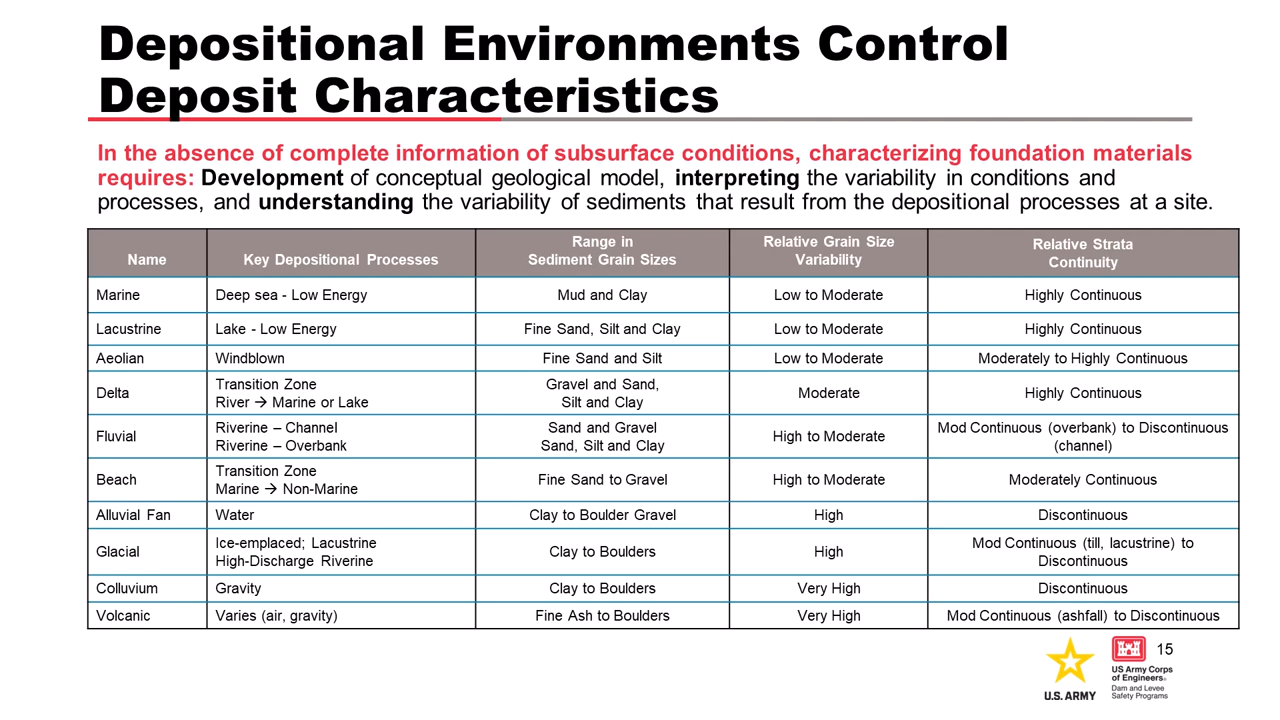 Depositional Environments Control
Deposit Characteristics
In the absence of complete information of subsurface conditions, characterizing foundation materials
requires: Development of conceptual geological model, interpreting the variability in conditions and
processes, and understanding the variability of sediments that result from the depositional processes at a site.
Name Key Depositional Processes Range in Sediment Grain Sizes Relative Grain Size Variability Relative Strata Continuity
Marine Deep sea - Low Energy Mud and Clay Low to Moderate Highly Continuous
Lacustrine Lake - Low Energy Fine Sand, Silt and Clay Low to Moderate Highly Continuous
Aeolian Windblown Fine Sand and Silt Low to Moderate Moderately to Highly Continuous
Delta Transition Zone River → Marine or Lake Gravel and Sand, Silt and Clay Moderate Highly Continuous
Fluvial Riverine – Channel Riverine – Overbank Sand and Gravel Sand, Silt and Clay High to Moderate Mod Continuous (overbank) to Discontinuous (channel)
Beach Transition Zone Marine → Non-Marine Fine Sand to Gravel High to Moderate Moderately Continuous
Alluvial Fan Water Clay to Boulder Gravel High Discontinuous
Glacial Ice-emplaced; Lacustrine High-Discharge Riverine Clay to Boulders High Mod Continuous (till, lacustrine) to Discontinuous
Colluvium Gravity Clay to Boulders Very High Discontinuous
Volcanic Varies (air, gravity) Fine Ash to Boulders Very High Mod Continuous (ashfall) to Discontinuous
15
U.S. ARMY
US Army Corps
of Engineers®
Dam and Levee
Safety Programs